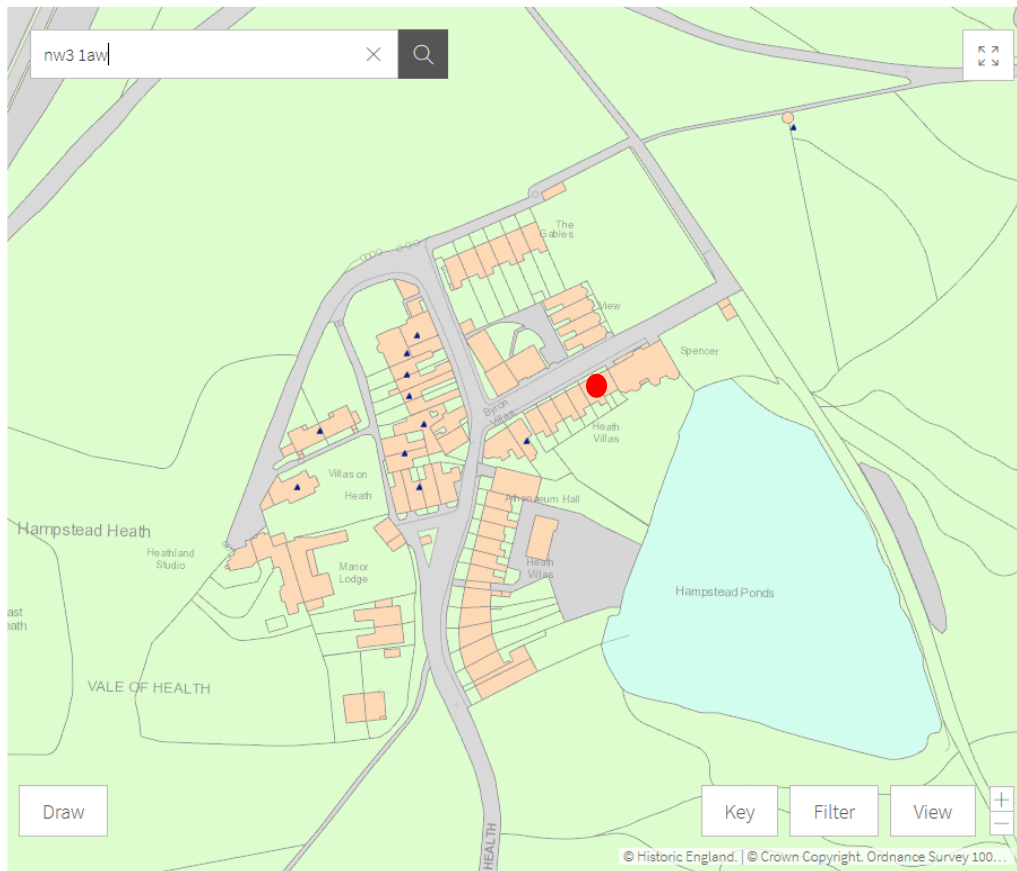 nw3 1aw
The
Gables
View
Spencer
Byron
Villas
Heath
Villas
Villas on
Heath
Athenaeum Hall
Hampstead Heath
Heathland
Studio
Heath
Villas
Manor
Lodge
Hampstead Ponds
ast
eath
VALE OF HEALTH
Draw
Key
Filter
View
+
−
HEALTH
© Historic England. | © Crown Copyright. Ordnance Survey 100…